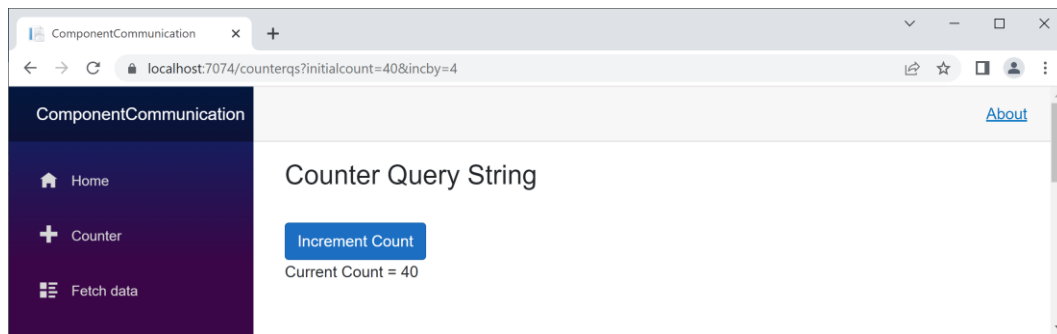 ComponentCommunication
localhost:7074/counterqs?initialcount=40&incby=4
ComponentCommunication
About
Home
Counter Query String
Counter
Increment Count
Current Count = 40
Fetch data